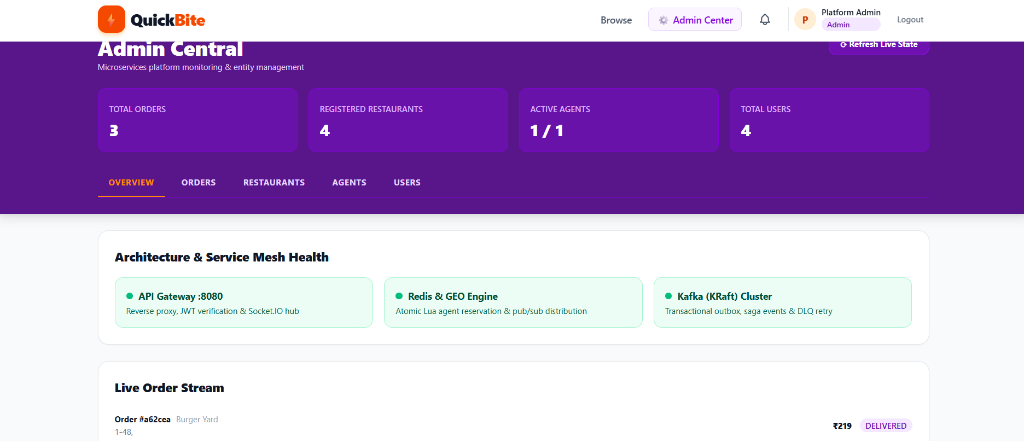 QuickBite
Browse
Admin Center
P
Platform Admin
Admin
Logout
Admin Central
Microservices platform monitoring & entity management
⟳ Refresh Live State
TOTAL ORDERS
3
REGISTERED RESTAURANTS
4
ACTIVE AGENTS
1 / 1
TOTAL USERS
4
OVERVIEW
ORDERS
RESTAURANTS
AGENTS
USERS
Architecture & Service Mesh Health
API Gateway :8080
Reverse proxy, JWT verification & Socket.IO hub
Redis & GEO Engine
Atomic Lua agent reservation & pub/sub distribution
Kafka (KRaft) Cluster
Transactional outbox, saga events & DLQ retry
Live Order Stream
Order #a62cea Burger Yard
1-48,
₹219 DELIVERED